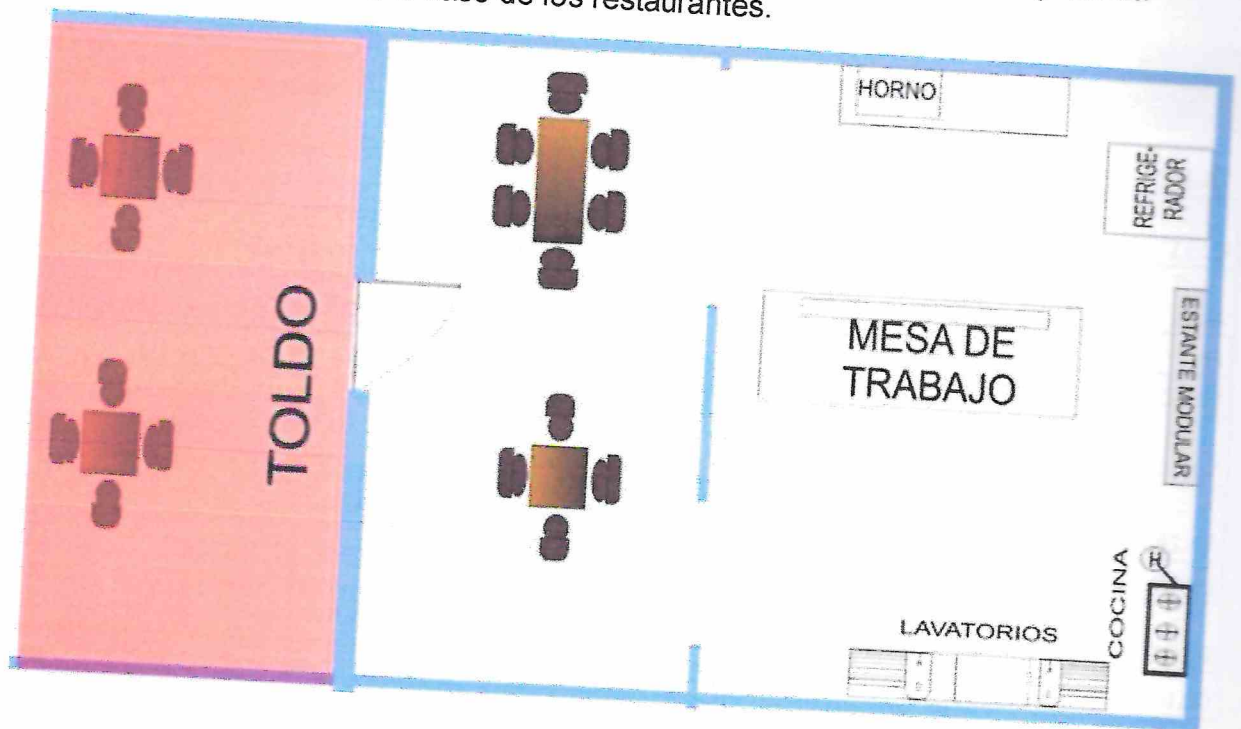 de los restaurantes.
HORNO
REFRIGE-
RADOR
TOLDO
MESA DE
TRABAJO
ESTANTE MODULAR
COCINA
H
LAVATORIOS